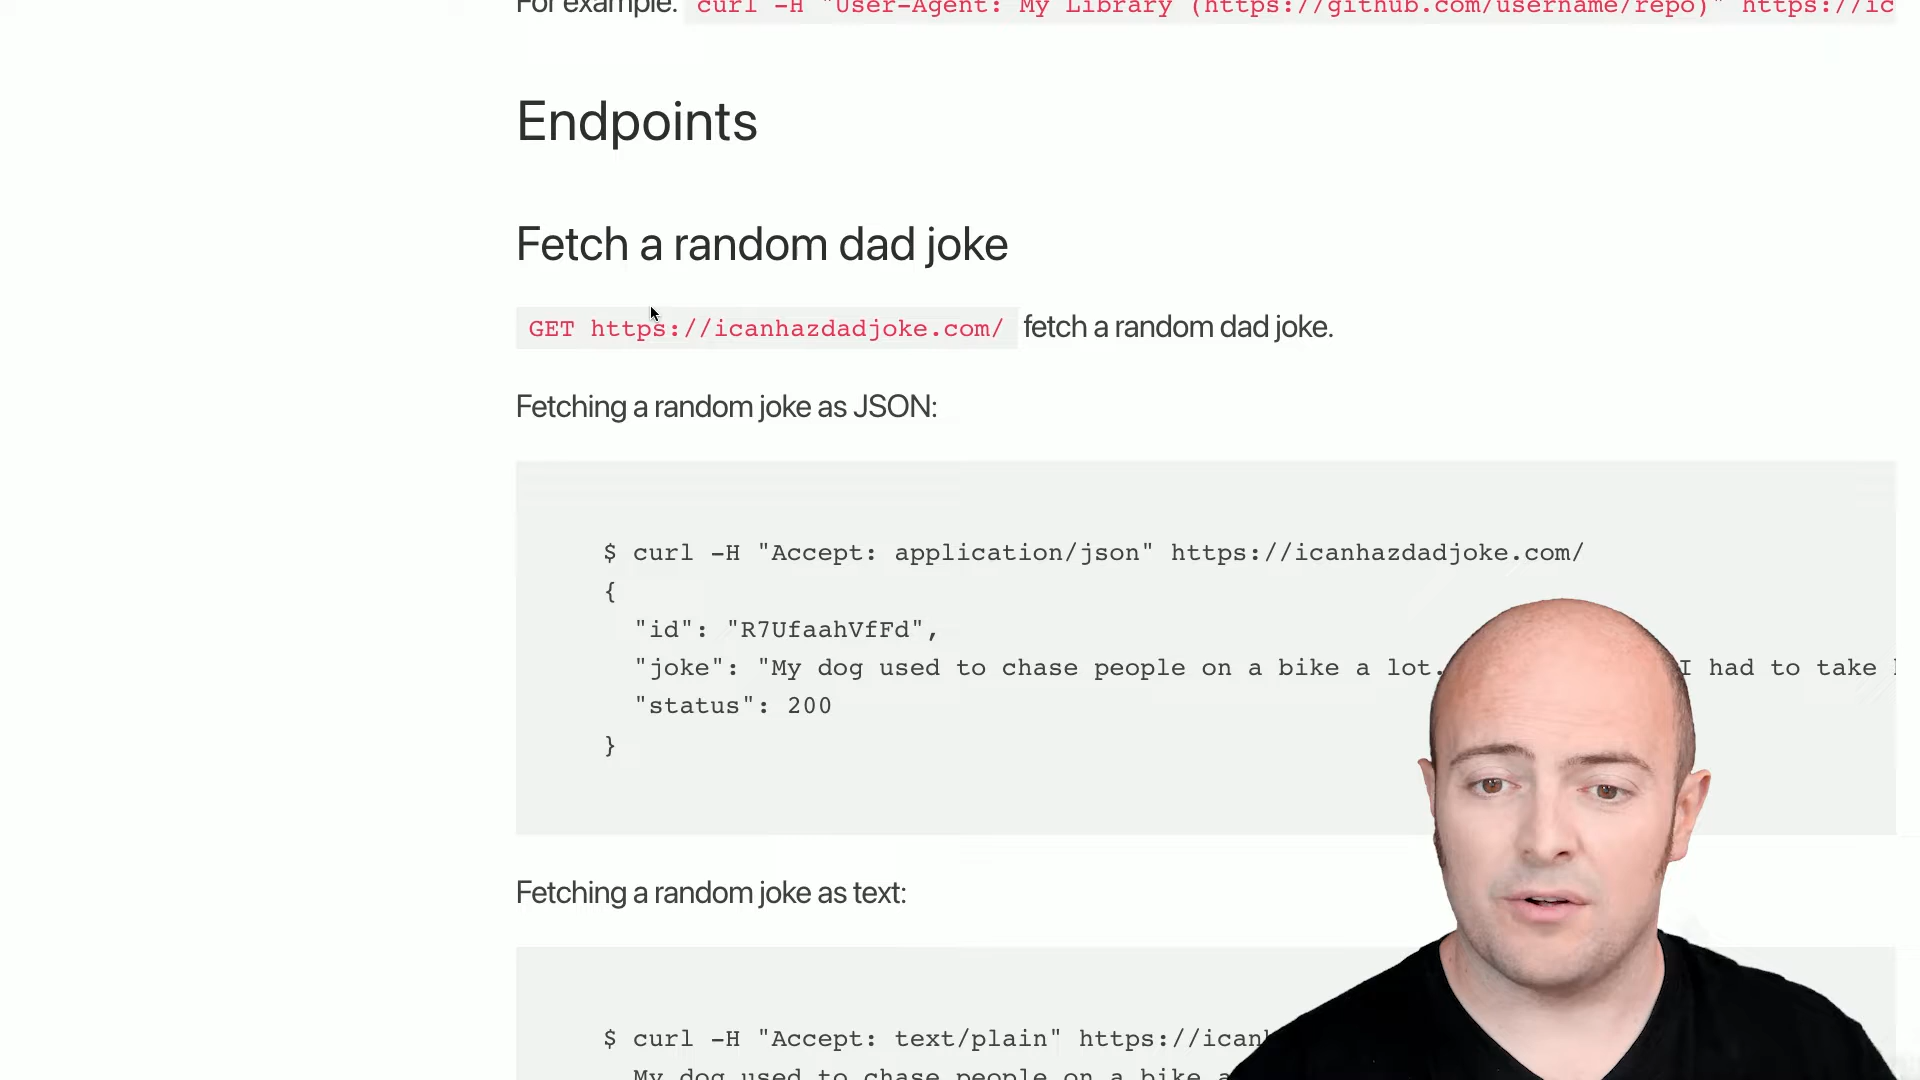 For example: curl -H "User-Agent: My Library (https://github.com/username/repo)" https://ic
Endpoints
Fetch a random dad joke
GET https://icanhazdadjoke.com/ fetch a random dad joke.
Fetching a random joke as JSON:
$ curl -H "Accept: application/json" https://icanhazdadjoke.com/
{
"id": "R7UfaahVfFd",
"joke": "My dog used to chase people on a bike a lot. I had to take
"status": 200
}
Fetching a random joke as text:
$ curl -H "Accept: text/plain" https://ican
My dog used to chase people on a bike a